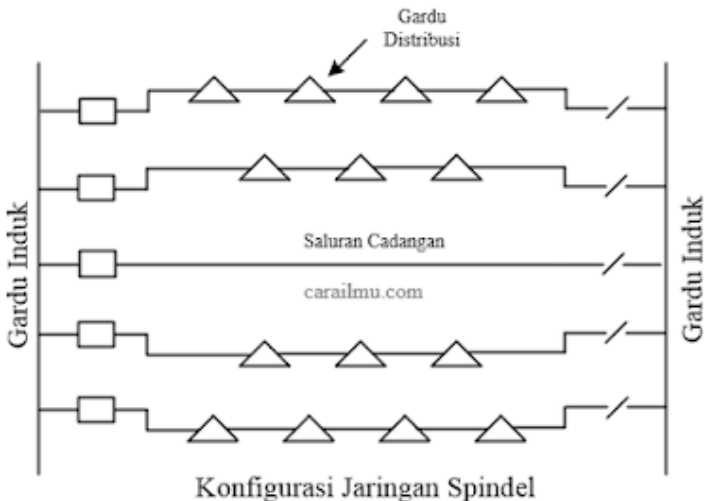 Gardu
Distribusi
Gardu Induk
Saluran Cadangan
carailmu.com
Gardu Induk
Konfigurasi Jaringan Spindel